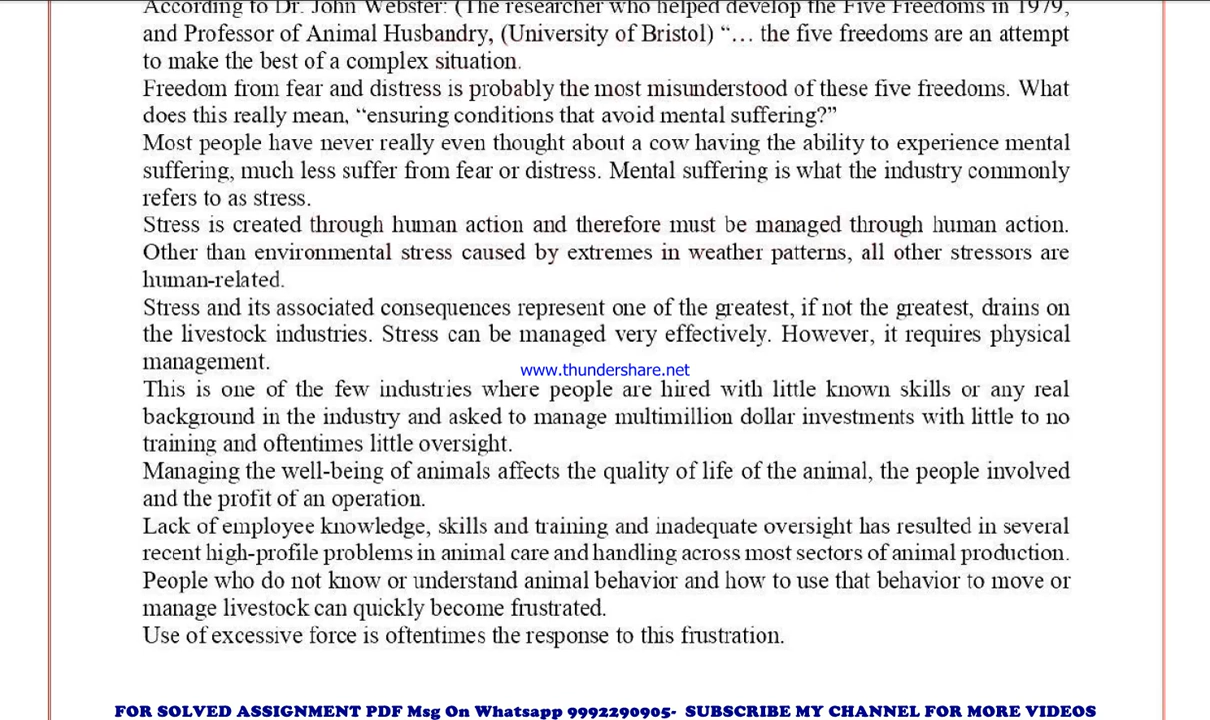 According to Dr. John Webster: (The researcher who helped develop the Five Freedoms in 1979,
and Professor of Animal Husbandry, (University of Bristol) “… the five freedoms are an attempt
to make the best of a complex situation.
Freedom from fear and distress is probably the most misunderstood of these five freedoms. What
does this really mean, “ensuring conditions that avoid mental suffering?”
Most people have never really even thought about a cow having the ability to experience mental
suffering, much less suffer from fear or distress. Mental suffering is what the industry commonly
refers to as stress.
Stress is created through human action and therefore must be managed through human action.
Other than environmental stress caused by extremes in weather patterns, all other stressors are
human-related.
Stress and its associated consequences represent one of the greatest, if not the greatest, drains on
the livestock industries. Stress can be managed very effectively. However, it requires physical
management.
www.thundershare.net
This is one of the few industries where people are hired with little known skills or any real
background in the industry and asked to manage multimillion dollar investments with little to no
training and oftentimes little oversight.
Managing the well-being of animals affects the quality of life of the animal, the people involved
and the profit of an operation.
Lack of employee knowledge, skills and training and inadequate oversight has resulted in several
recent high-profile problems in animal care and handling across most sectors of animal production.
People who do not know or understand animal behavior and how to use that behavior to move or
manage livestock can quickly become frustrated.
Use of excessive force is oftentimes the response to this frustration.
FOR SOLVED ASSIGNMENT PDF Msg On Whatsapp 9992290905- SUBSCRIBE MY CHANNEL FOR MORE VIDEOS